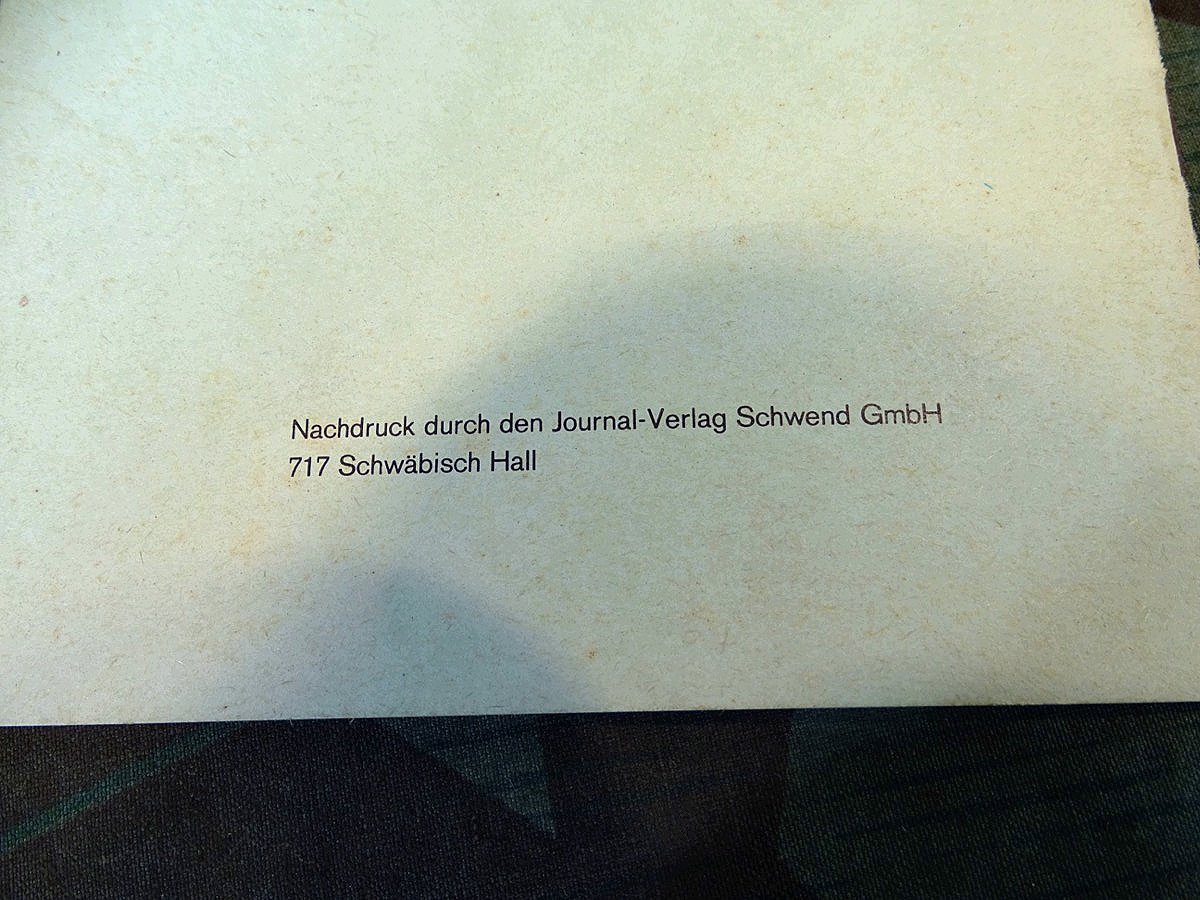 Nachdruck durch den Journal-Verlag Schwend GmbH
717 Schwäbisch Hall